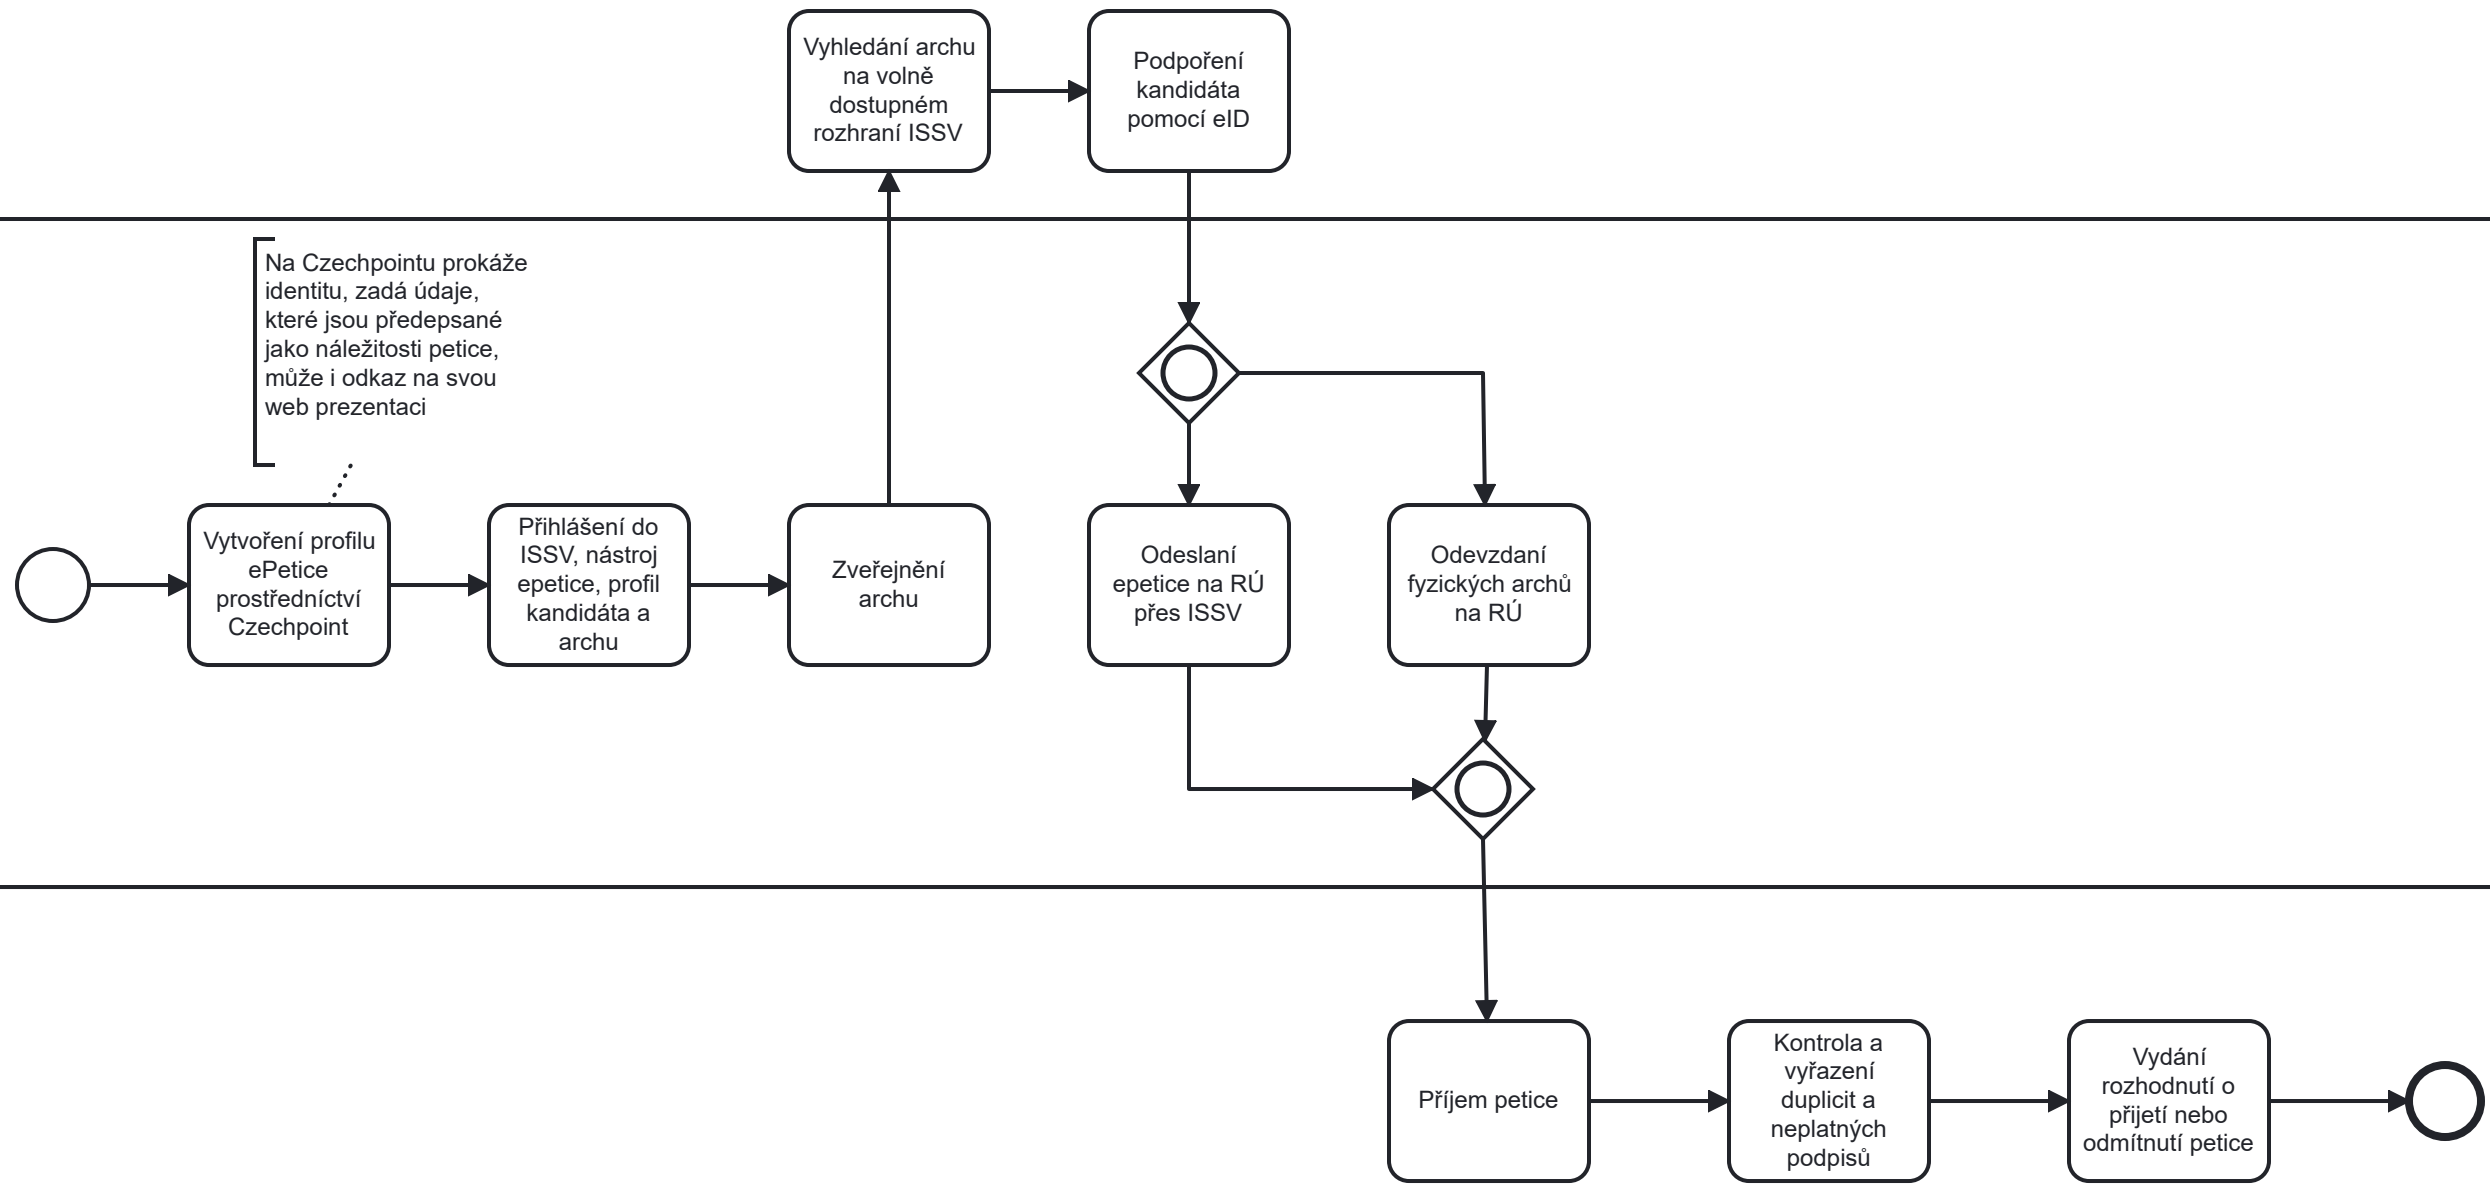 Vyhledání archu
na volně
dostupném
rozhraní ISSV
Podpoření
kandidáta
pomocí eID
Na Czechpointu prokáže
identitu, zadá údaje,
které jsou předepsané
jako náležitosti petice,
může i odkaz na svou
web prezentaci
Vytvoření profilu
ePetice
prostředníctví
Czechpoint
Přihlášení do
ISSV, nástroj
epetice, profil
kandidáta a
archu
Zveřejnění
archu
Odeslaní
epetice na RÚ
přes ISSV
Odevzdaní
fyzických archů
na RÚ
Příjem petice
Kontrola a
vyřazení
duplicit a
neplatných
podpisů
Vydání
rozhodnutí o
přijetí nebo
odmítnutí petice